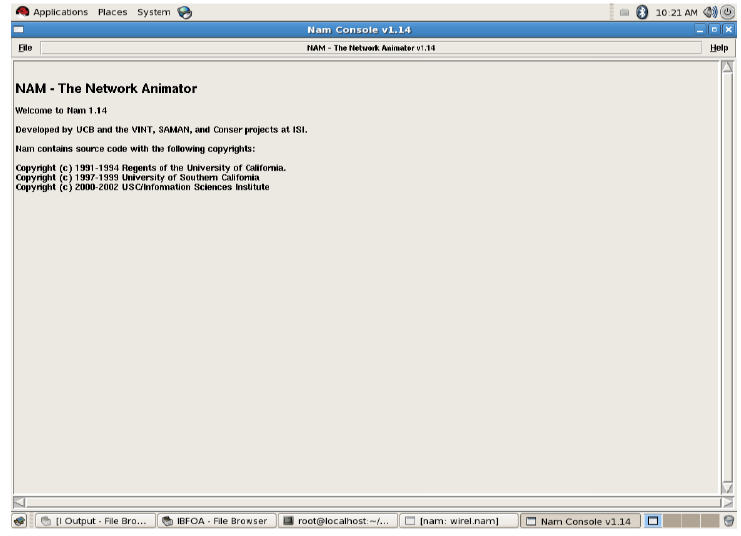 Applications Places System
10:21 AM
Nam Console v1.14
File
NAM - The Network Animator v1.14
Help
NAM - The Network Animator
Welcome to Nam 1.14
Developed by UCB and the VINT, SAMAN, and Conser projects at ISI.
Nam contains source code with the following copyrights:
Copyright (c) 1991-1994 Regents of the University of California.
Copyright (c) 1997-1999 University of Southern California
Copyright (c) 2000-2002 USC/Information Sciences Institute
[I Output - File Bro...
IBFOA - File Browser
root@localhost:~/...
[nam: wirel.nam]
Nam Console v1.14